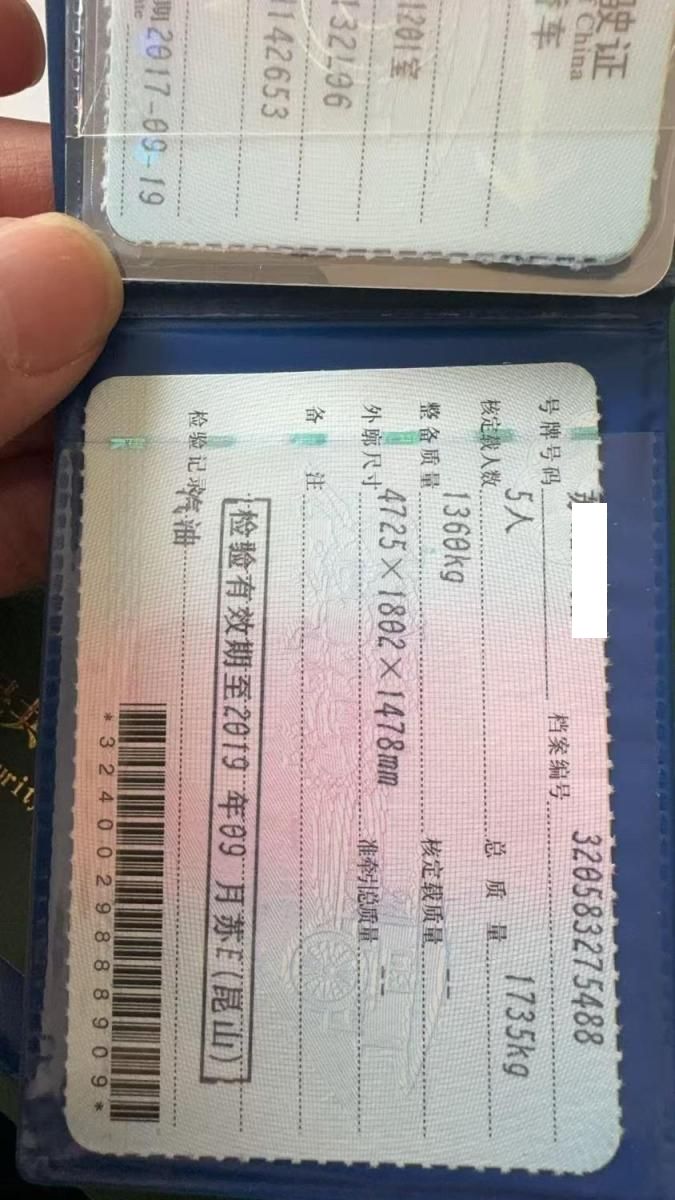 驶证
China
车
1201室
132106
1142653
期 2017-09-19
号牌号码
档案编号 320583275488
核定载人数 5人
总质量 1735kg
整备质量 1360kg
核定载质量 --
外廓尺寸 4725×1802×1478mm
准牵引总质量 --
备注
检验有效期至2019年09月苏E(昆山)
检验记录
汽油
*3240029888909*